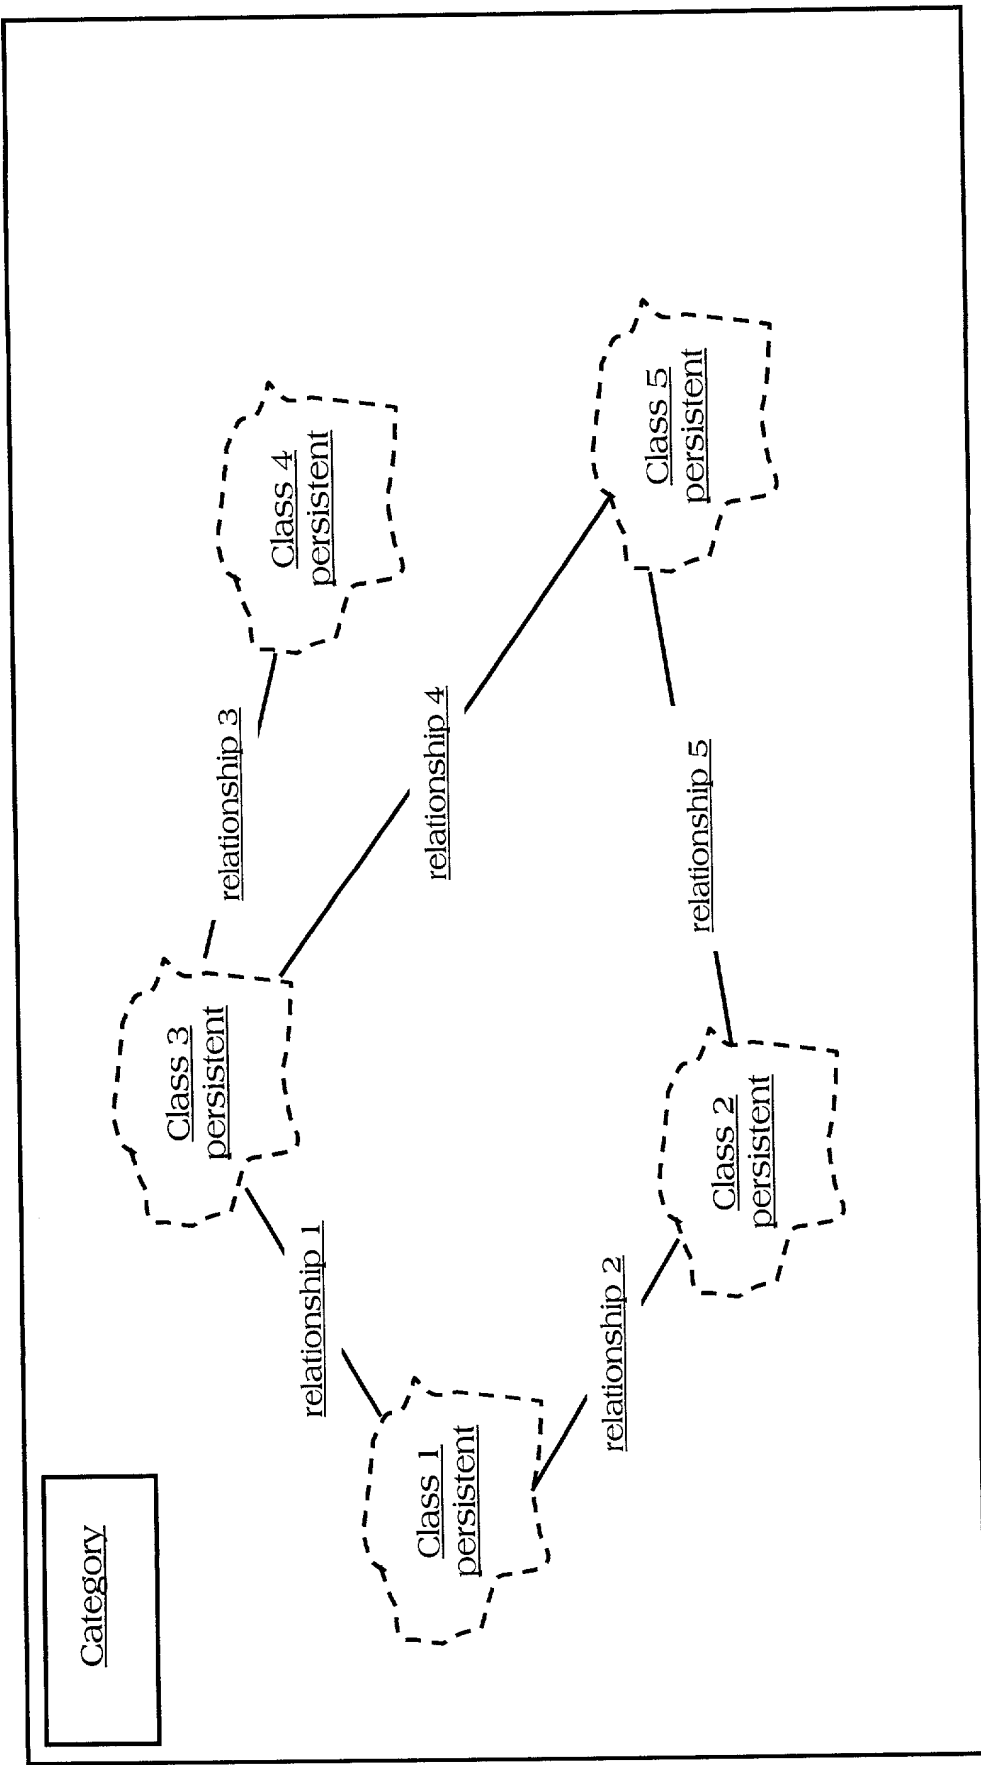 Category
Class 3
persistent
relationship 3
Class 4
persistent
relationship 1
relationship 4
Class 1
persistent
relationship 2
Class 2
persistent
relationship 5
Class 5
persistent